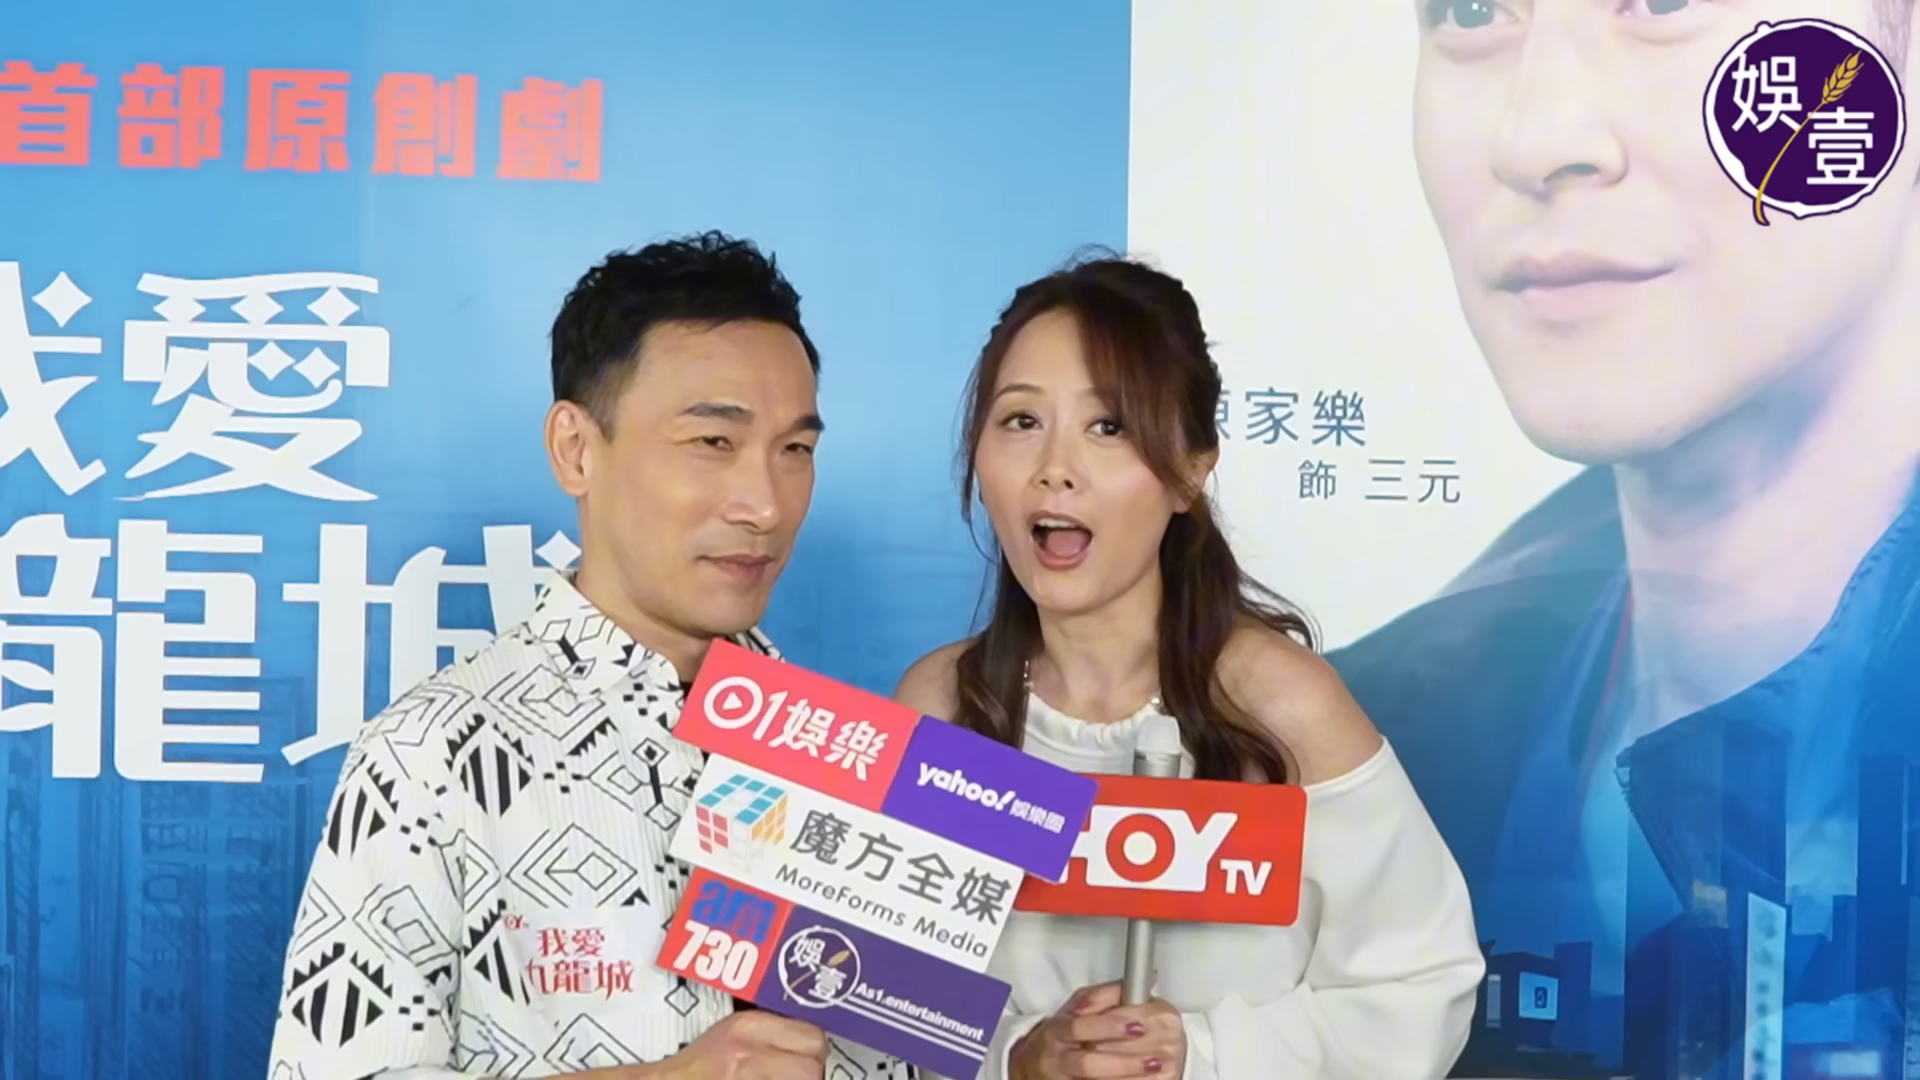 首部原創劇
我愛
龍城
娛壹
家樂
飾 三元
01娛樂
yahoo!娛樂圈
魔方全媒
MoreForms Media
am
730
娛壹
As1.entertainment
HOY TV
我愛
九龍城